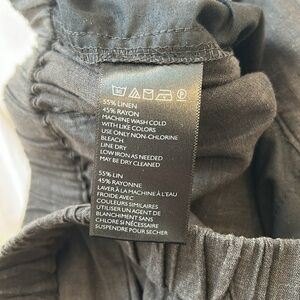 55% LINEN
45% RAYON
MACHINE WASH COLD
WITH LIKE COLORS
USE ONLY NON-CHLORINE
BLEACH
LINE DRY
LOW IRON AS NEEDED
MAY BE DRY CLEANED
55% LIN
45% RAYONNE
LAVER À LA MACHINE À L'EAU
FROIDE AVEC
COULEURS SIMILAIRES
UTILISER UN AGENT DE
BLANCHIMENT SANS
CHLORE SI NÉCESSAIRE
SUSPENDRE POUR SECHER